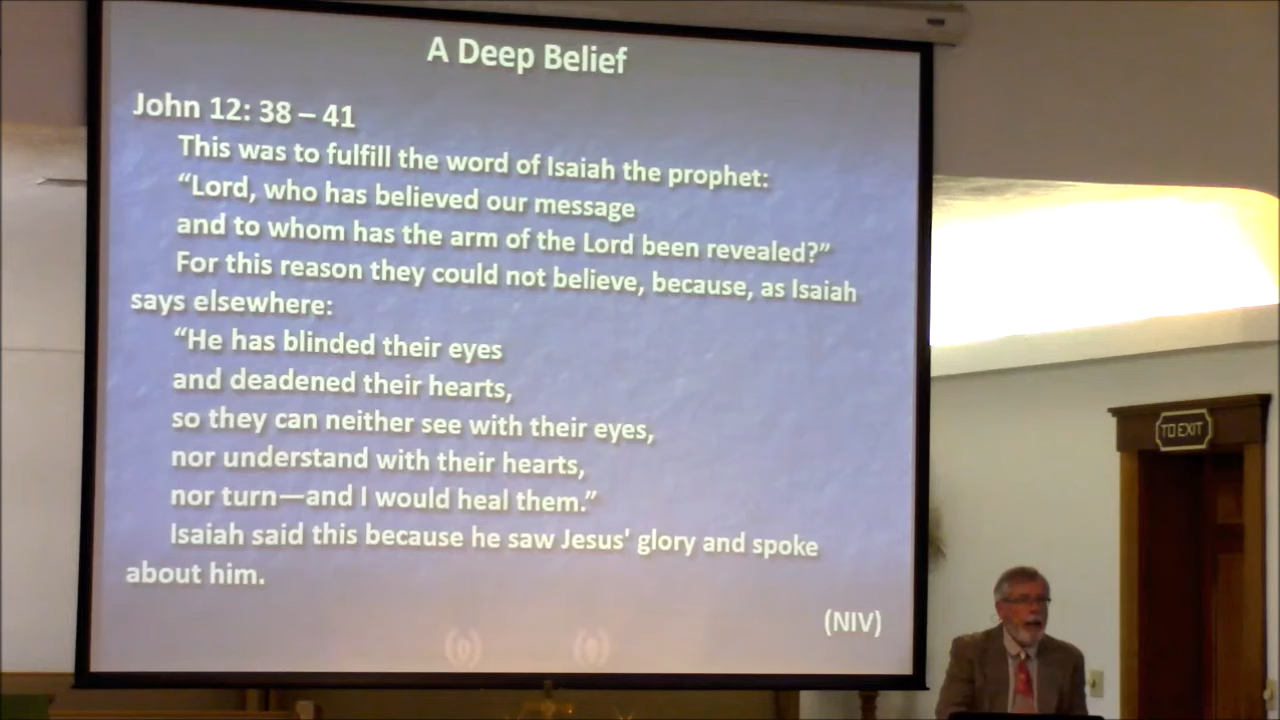 A Deep Belief
John 12: 38 – 41
This was to fulfill the word of Isaiah the prophet:
“Lord, who has believed our message
and to whom has the arm of the Lord been revealed?”
For this reason they could not believe, because, as Isaiah
says elsewhere:
“He has blinded their eyes
and deadened their hearts,
so they can neither see with their eyes,
nor understand with their hearts,
nor turn—and I would heal them.”
Isaiah said this because he saw Jesus' glory and spoke
about him.
(NIV)
TO EXIT